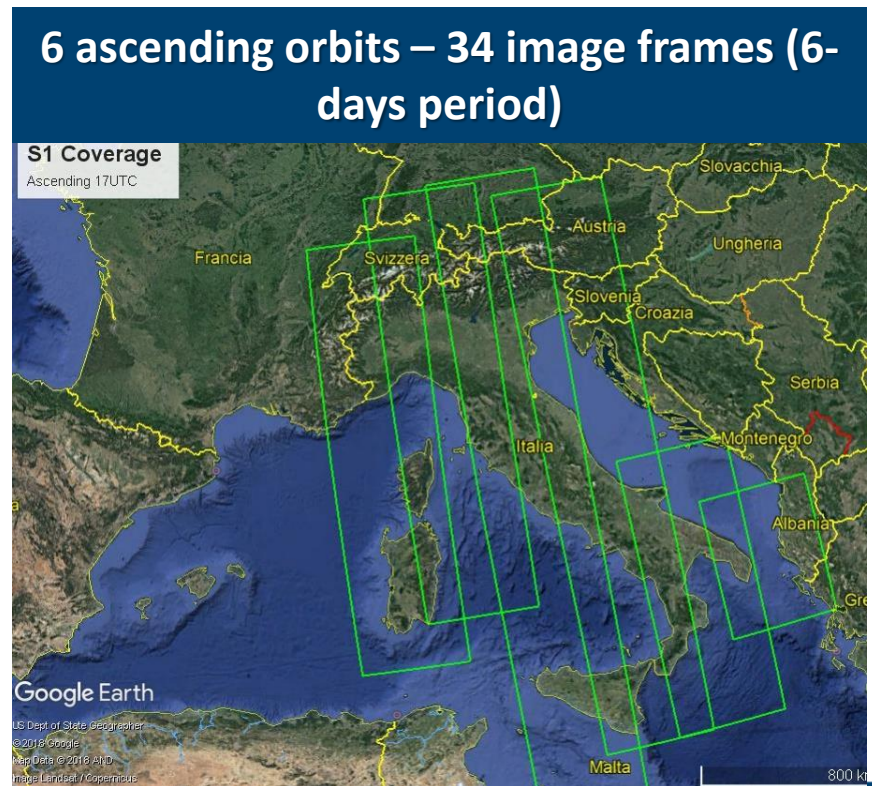 6 ascending orbits – 34 image frames (6-
days period)
S1 Coverage
Ascending 17UTC
Slovacchia
Austria
Francia
Svizzera
Ungheria
Slovenia
Croazia
Serbia
Italia
Montenegro
Albania
Gre
Google Earth
US Dept of State Geographer
©2018 Google
Map Data © 2018 AND
Image Landsat / Copernicus
Malta
800 k